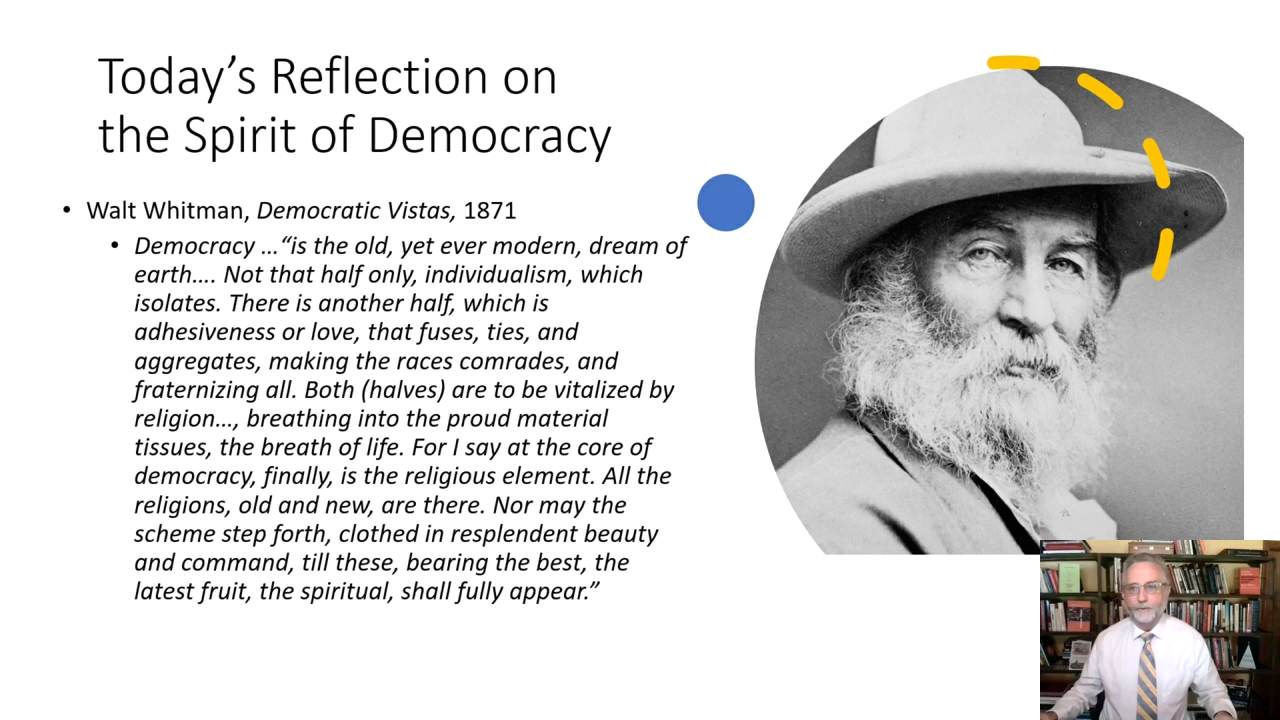 Today’s Reflection on
the Spirit of Democracy
• Walt Whitman, Democratic Vistas, 1871
• Democracy …“is the old, yet ever modern, dream of
earth…. Not that half only, individualism, which
isolates. There is another half, which is
adhesiveness or love, that fuses, ties, and
aggregates, making the races comrades, and
fraternizing all. Both (halves) are to be vitalized by
religion…, breathing into the proud material
tissues, the breath of life. For I say at the core of
democracy, finally, is the religious element. All the
religions, old and new, are there. Nor may the
scheme step forth, clothed in resplendent beauty
and command, till these, bearing the best, the
latest fruit, the spiritual, shall fully appear.”